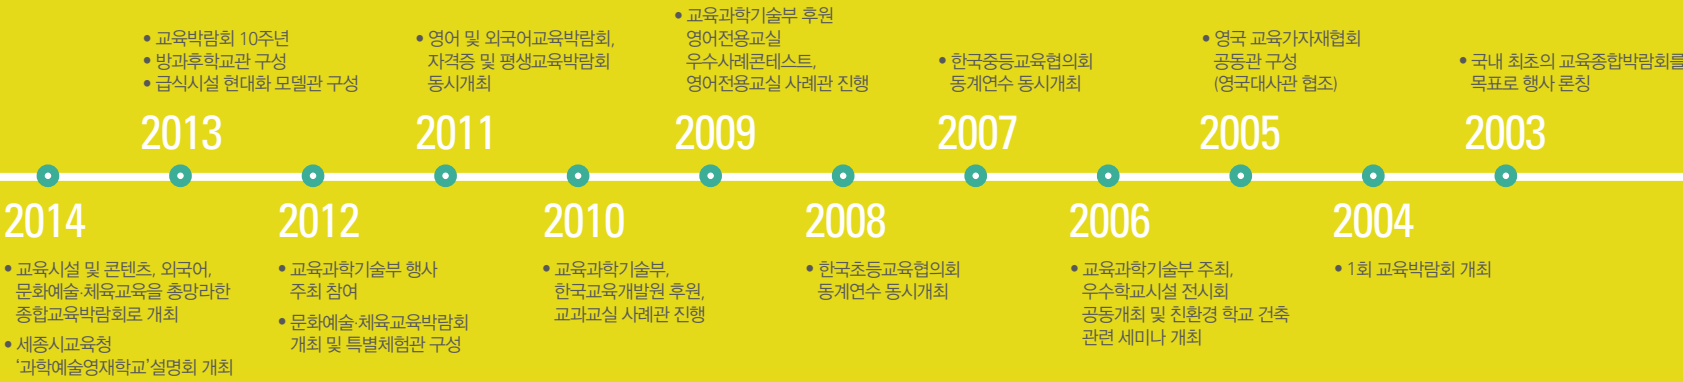 • 교육박람회 10주년
• 방과후학교관 구성
• 급식시설 현대화 모델관 구성
2013
• 영어 및 외국어교육박람회,
자격증 및 평생교육박람회
동시개최
2011
• 교육과학기술부 후원
영어전용교실
우수사례콘테스트,
영어전용교실 사례관 진행
2009
• 한국중등교육협의회
동계연수 동시개최
2007
• 영국 교육기자재협회
공동관 구성
(영국대사관 협조)
2005
• 국내 최초의 교육종합박람회를
목표로 행사 론칭
2003
2014
• 교육시설 및 콘텐츠, 외국어,
문화예술·체육교육을 총망라한
종합교육박람회로 개최
• 세종시교육청
‘과학예술영재학교’설명회 개최
2012
• 교육과학기술부 행사
주최 참여
• 문화예술·체육교육박람회
개최 및 특별체험관 구성
2010
• 교육과학기술부,
한국교육개발원 후원,
교과교실 사례관 진행
2008
• 한국초등교육협의회
동계연수 동시개최
2006
• 교육과학기술부 주최,
우수학교시설 전시회
공동개최 및 친환경 학교 건축
관련 세미나 개최
2004
• 1회 교육박람회 개최